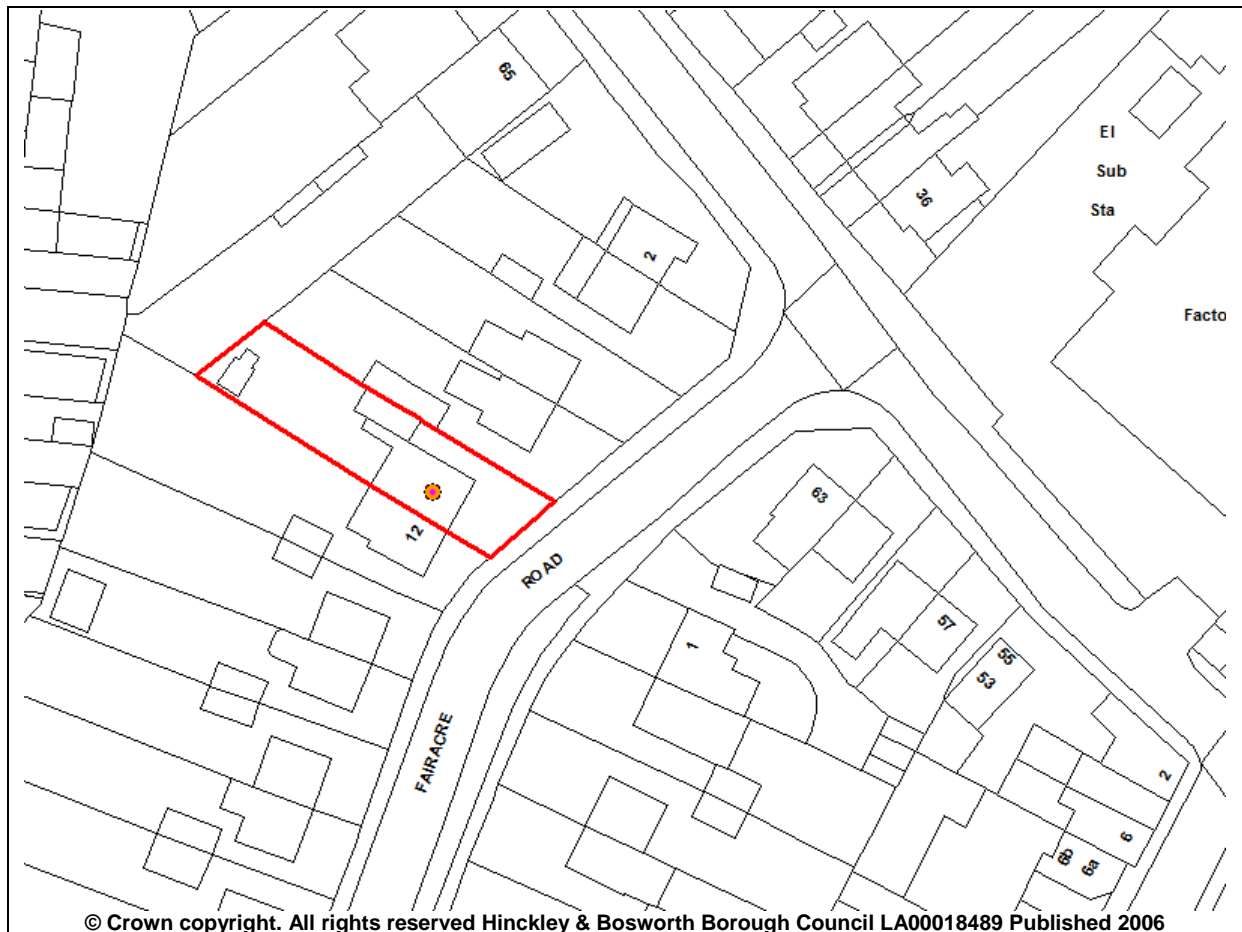 65
El
Sub
Sta
36
2
Facto
63
12
ROAD
57
1
55
53
FAIRACRE
2
6
6b
6a
© Crown copyright. All rights reserved Hinckley & Bosworth Borough Council LA00018489 Published 2006